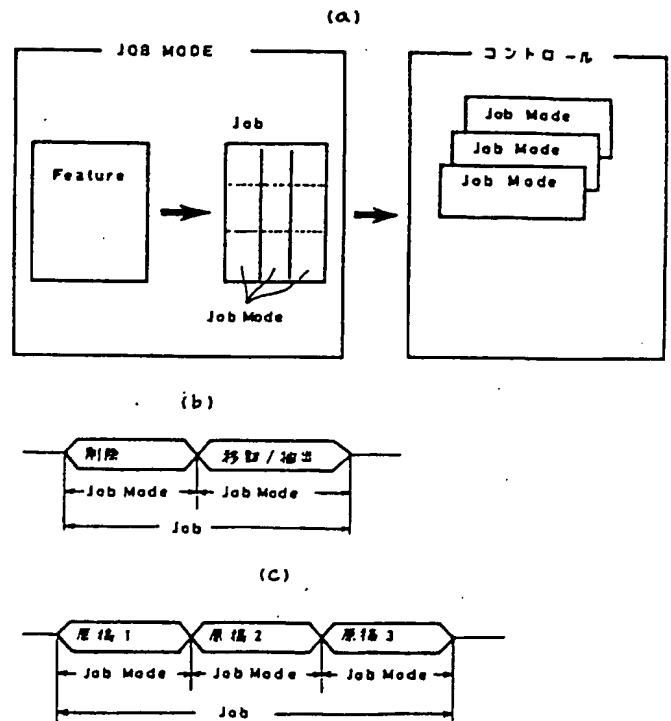 (a)
JOB MODE
コントロール
Feature
Job
Job Mode
Job Mode
Job Mode
Job Mode
(b)
削除
移動/抽出
Job Mode
Job Mode
Job
(c)
原稿1
原稿2
原稿3
Job Mode
Job Mode
Job Mode
Job